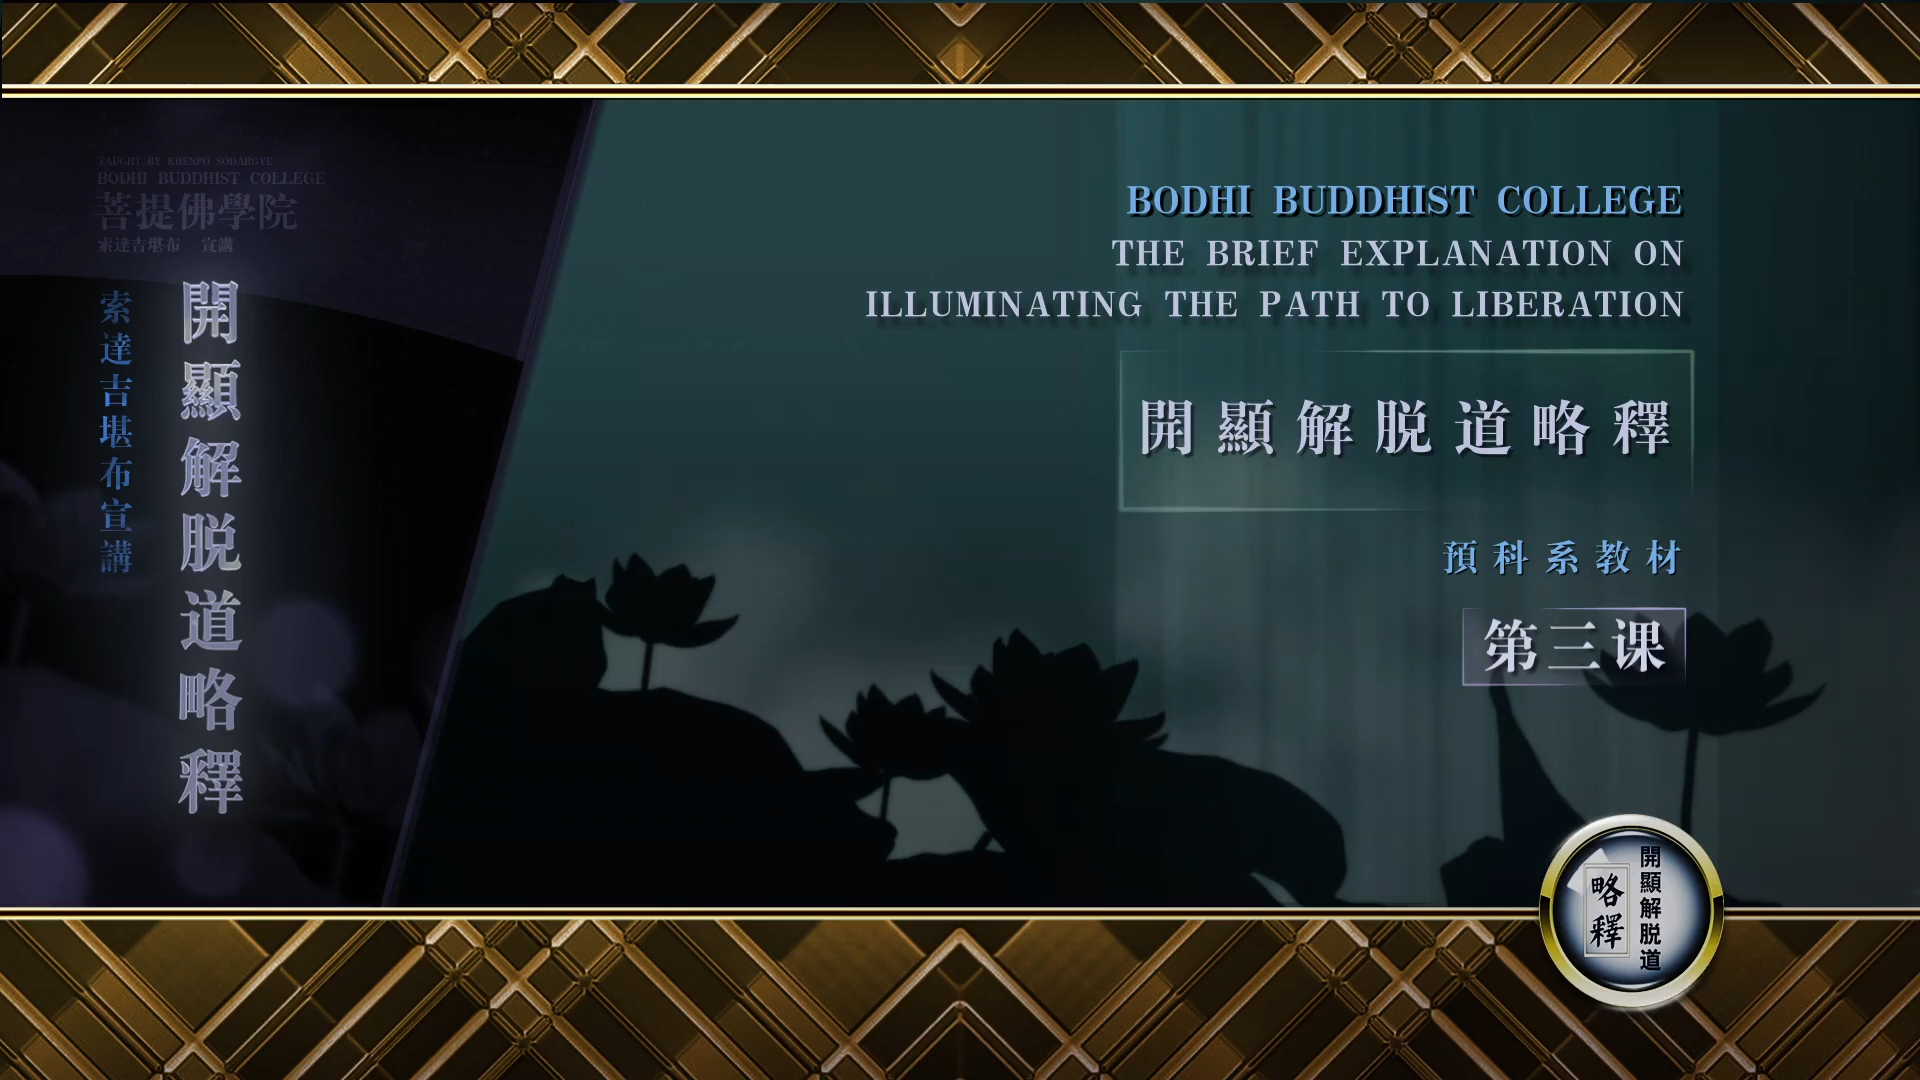 TAUGHT BY KHENPO SODARGYE
BODHI BUDDHIST COLLEGE
菩提佛學院
索達吉堪布 宣講
開顯解脱道略釋
索達吉堪布宣講
BODHI BUDDHIST COLLEGE
THE BRIEF EXPLANATION ON
ILLUMINATING THE PATH TO LIBERATION
開顯解脱道略釋
預科系教材
第三课
開顯解脱道
略釋